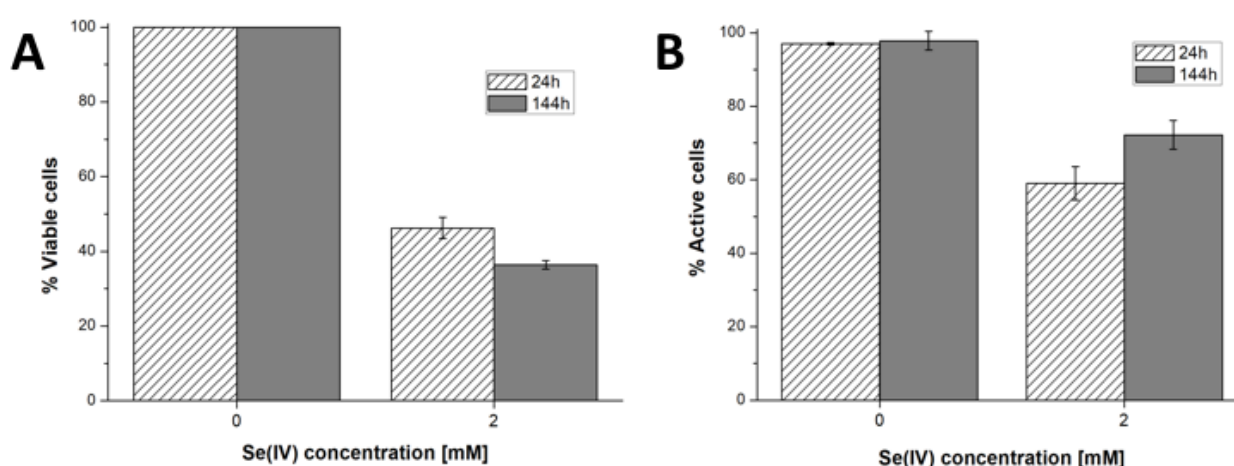 A
100
80
60
40
20
0
% Viable cells
24h
144h
0
2
Se(IV) concentration [mM]
B
100
80
60
40
20
0
% Active cells
24h
144h
0
2
Se(IV) concentration [mM]